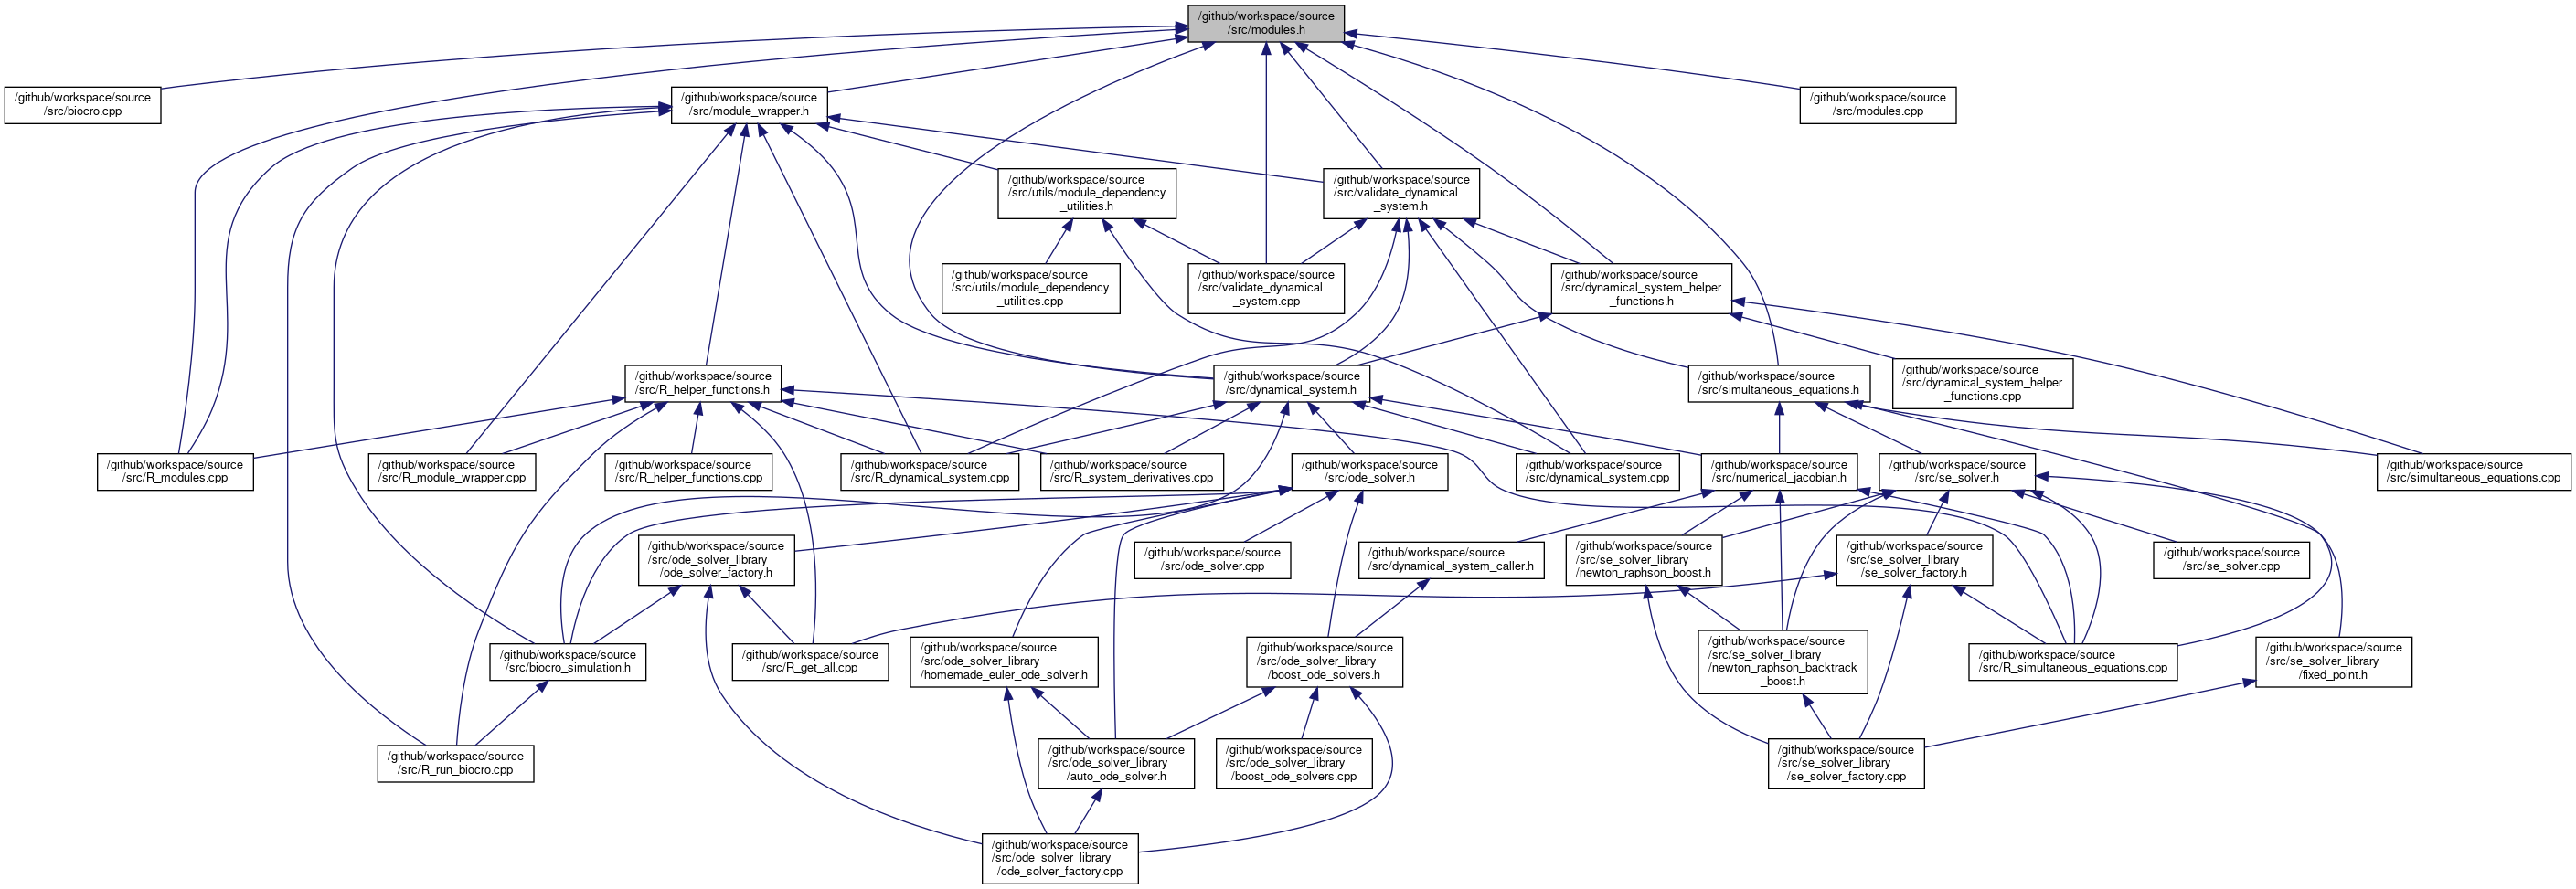 /github/workspace/source
/src/modules.h
/github/workspace/source
/src/biocro.cpp
/github/workspace/source
/src/module_wrapper.h
/github/workspace/source
/src/modules.cpp
/github/workspace/source
/src/utils/module_dependency
_utilities.h
/github/workspace/source
/src/validate_dynamical
_system.h
/github/workspace/source
/src/utils/module_dependency
_utilities.cpp
/github/workspace/source
/src/validate_dynamical
_system.cpp
/github/workspace/source
/src/dynamical_system_helper
_functions.h
/github/workspace/source
/src/R_helper_functions.h
/github/workspace/source
/src/dynamical_system.h
/github/workspace/source
/src/simultaneous_equations.h
/github/workspace/source
/src/dynamical_system_helper
_functions.cpp
/github/workspace/source
/src/R_modules.cpp
/github/workspace/source
/src/R_module_wrapper.cpp
/github/workspace/source
/src/R_helper_functions.cpp
/github/workspace/source
/src/R_dynamical_system.cpp
/github/workspace/source
/src/R_system_derivatives.cpp
/github/workspace/source
/src/ode_solver.h
/github/workspace/source
/src/dynamical_system.cpp
/github/workspace/source
/src/numerical_jacobian.h
/github/workspace/source
/src/se_solver.h
/github/workspace/source
/src/simultaneous_equations.cpp
/github/workspace/source
/src/ode_solver_library
/ode_solver_factory.h
/github/workspace/source
/src/ode_solver.cpp
/github/workspace/source
/src/dynamical_system_caller.h
/github/workspace/source
/src/se_solver_library
/newton_raphson_boost.h
/github/workspace/source
/src/se_solver_library
/se_solver_factory.h
/github/workspace/source
/src/se_solver.cpp
/github/workspace/source
/src/biocro_simulation.h
/github/workspace/source
/src/R_get_all.cpp
/github/workspace/source
/src/ode_solver_library
/homemade_euler_ode_solver.h
/github/workspace/source
/src/ode_solver_library
/boost_ode_solvers.h
/github/workspace/source
/src/se_solver_library
/newton_raphson_backtrack
_boost.h
/github/workspace/source
/src/R_simultaneous_equations.cpp
/github/workspace/source
/src/se_solver_library
/fixed_point.h
/github/workspace/source
/src/R_run_biocro.cpp
/github/workspace/source
/src/ode_solver_library
/auto_ode_solver.h
/github/workspace/source
/src/ode_solver_library
/boost_ode_solvers.cpp
/github/workspace/source
/src/se_solver_library
/se_solver_factory.cpp
/github/workspace/source
/src/ode_solver_library
/ode_solver_factory.cpp